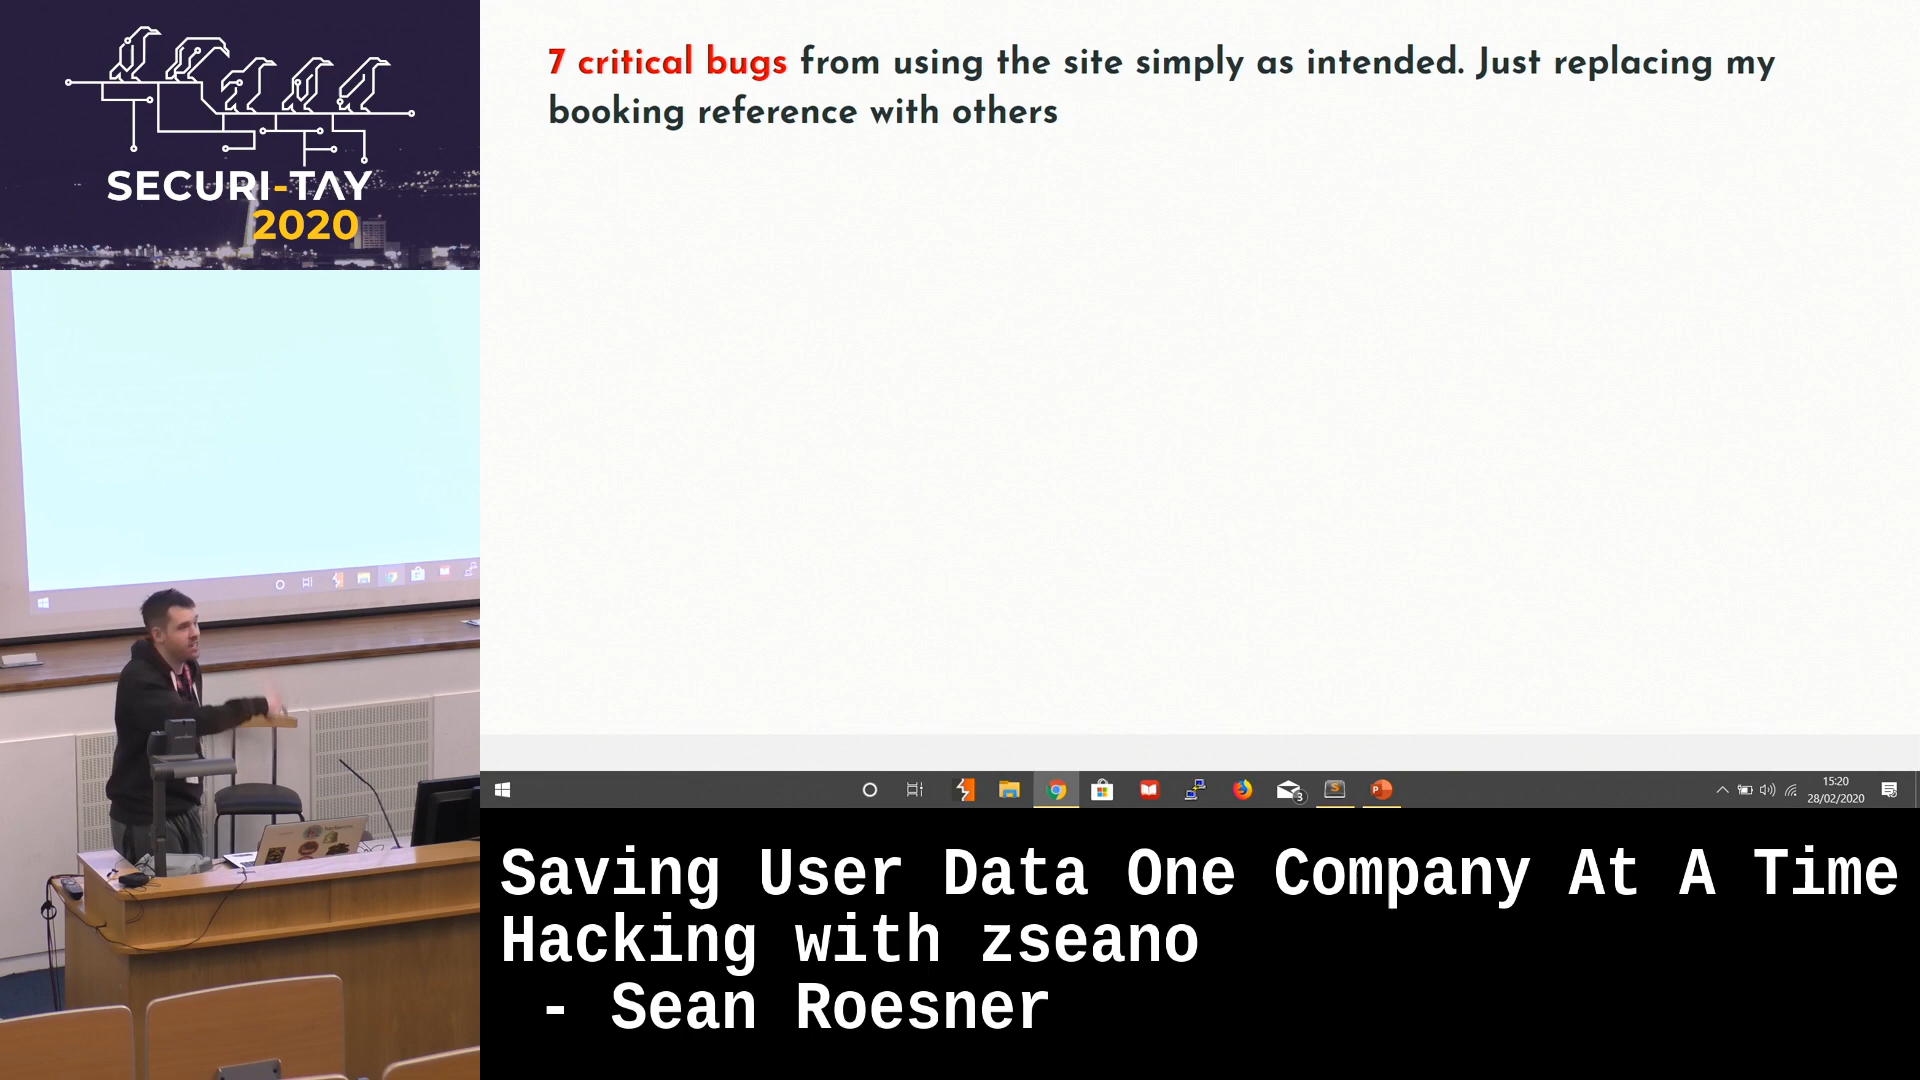 SECURI-TAY
2020
7 critical bugs from using the site simply as intended. Just replacing my
booking reference with others
3
S
P
15:20
28/02/2020
Saving User Data One Company At A Time
Hacking with zseano
- Sean Roesner